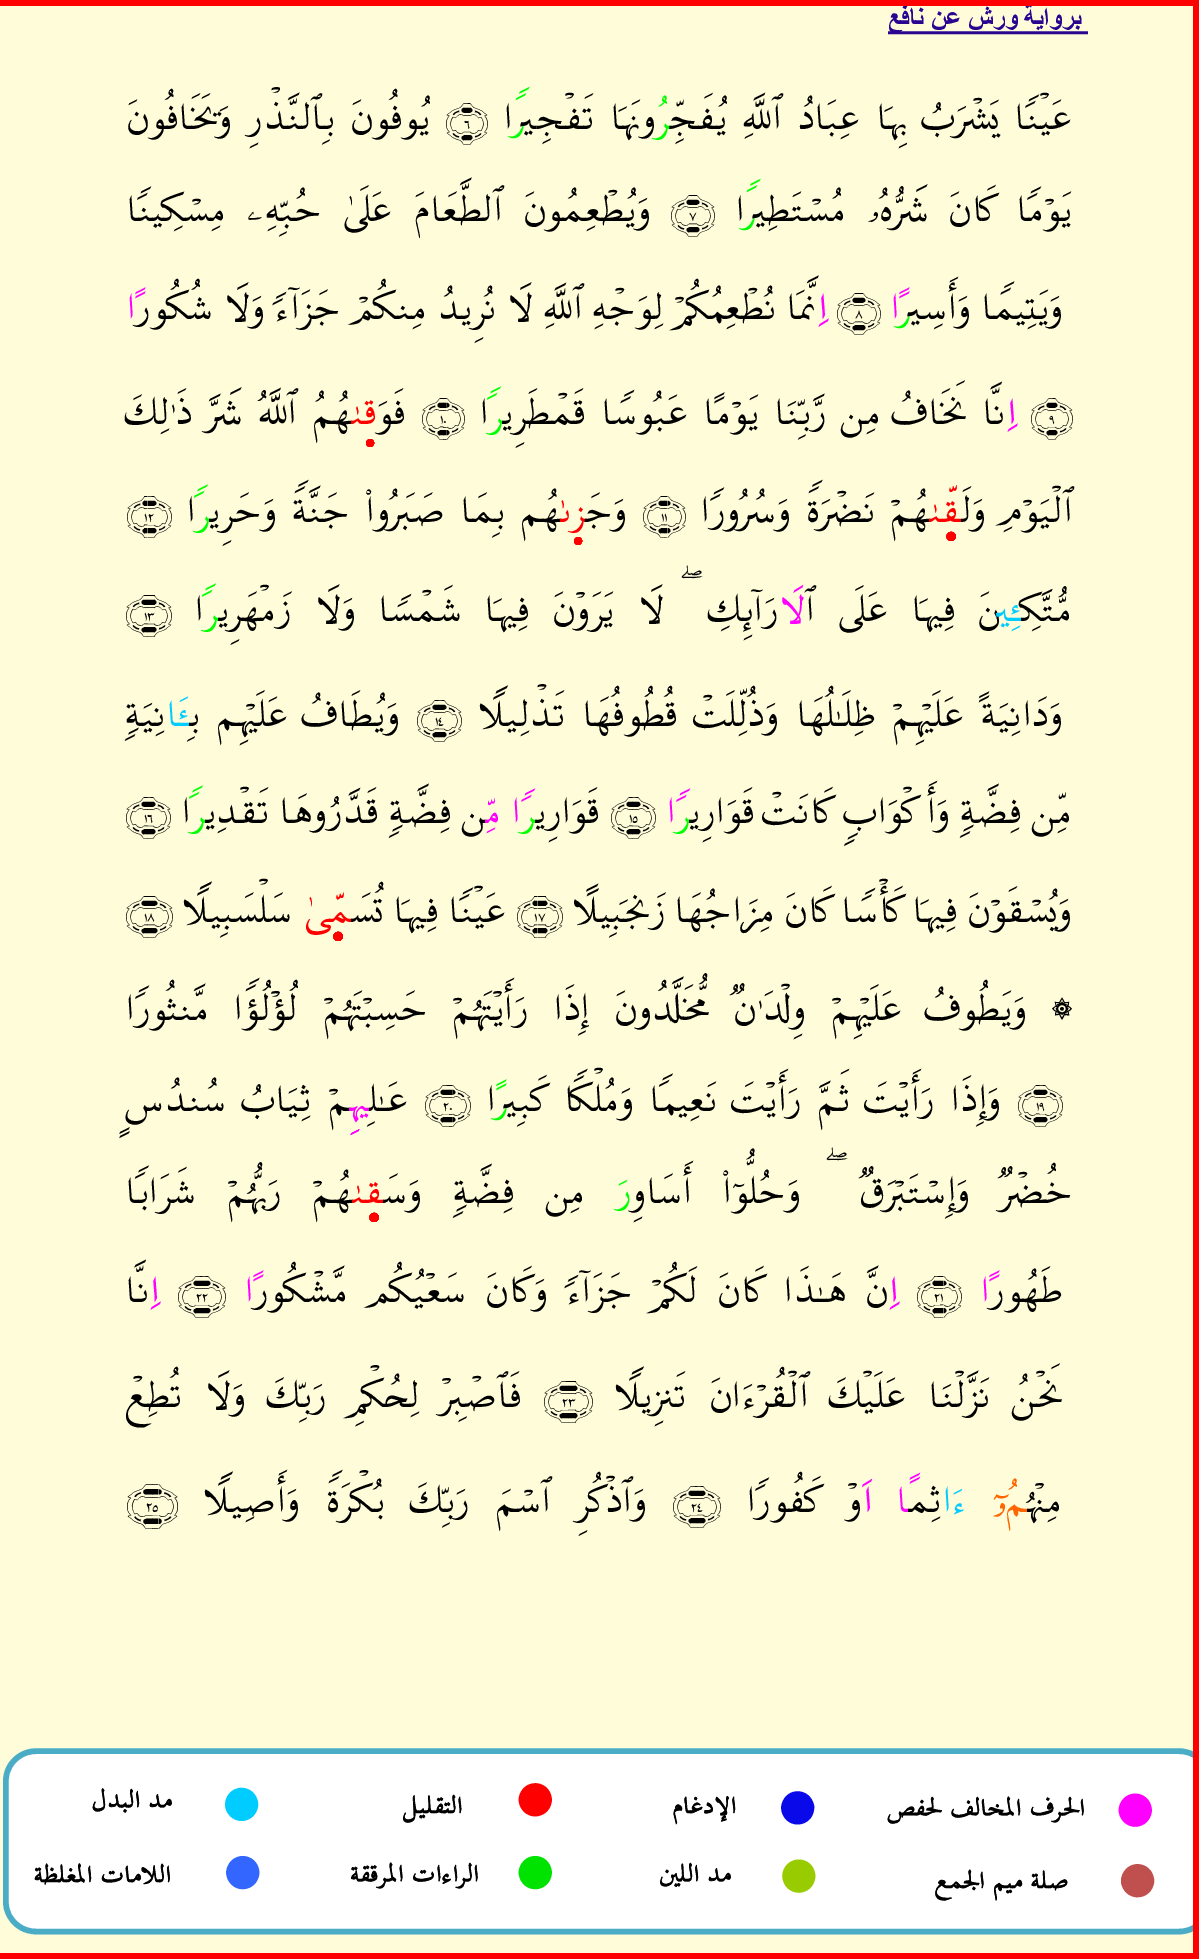 برواية ورش عن نافع
عَيْنٗا يَشْرَبُ بِهَا عِبَادُ ٱللَّهِ يُفَجِّرُونَهَا تَفْجِيرٗا ٦ يُوفُونَ بِٱلنَّذْرِ وَيَخَافُونَ
يَوْمٗا كَانَ شَرُّهُۥ مُسْتَطِيرٗا ٧ وَيُطْعِمُونَ ٱلطَّعَامَ عَلَىٰ حُبِّهِۦ مِسْكِينٗا
وَيَتِيمٗا وَأَسِيرًا ٨ اِنَّمَا نُطْعِمُكُمْ لِوَجْهِ ٱللَّهِ لَا نُرِيدُ مِنكُمْ جَزَآءٗ وَلَا شُكُورًا
٩ اِنَّا نَخَافُ مِن رَّبِّنَا يَوْمًا عَبُوسٗا قَمْطَرِيرٗا ١٠ فَوَقىٰهُمُ ٱللَّهُ شَرَّ ذَٰلِكَ
ٱلْيَوْمِ وَلَقّىٰهُمْ نَضْرَةٗ وَسُرُورٗا ١١ وَجَزىٰهُم بِمَا صَبَرُواْ جَنَّةٗ وَحَرِيرٗا ١٢
مُّتَّكِـِٕينَ فِيهَا عَلَى ٱلَارَآئِكِۖ لَا يَرَوْنَ فِيهَا شَمْسٗا وَلَا زَمْهَرِيرٗا ١٣
وَدَانِيَةً عَلَيْهِمْ ظِلَٰلُهَا وَذُلِّلَتْ قُطُوفُهَا تَذْلِيلٗا ١٤ وَيُطَافُ عَلَيْهِم بِـَٔانِيَةٖ
مِّن فِضَّةٖ وَأَكْوَابٖ كَانَتْ قَوَارِيرٗا ١٥ قَوَارِيرٗا مِّن فِضَّةٖ قَدَّرُوهَا تَقْدِيرٗا ١٦
وَيُسْقَوْنَ فِيهَا كَأْسٗا كَانَ مِزَاجُهَا زَنجَبِيلًا ١٧ عَيْنٗا فِيهَا تُسَمّىٰ سَلْسَبِيلٗا ١٨
۞ وَيَطُوفُ عَلَيْهِمْ وِلْدَٰنٞ مُّخَلَّدُونَ إِذَا رَأَيْتَهُمْ حَسِبْتَهُمْ لُؤْلُؤٗا مَّنثُورٗا
١٩ وَإِذَا رَأَيْتَ ثَمَّ رَأَيْتَ نَعِيمٗا وَمُلْكٗا كَبِيرًا ٢٠ عَٰلِيهِمْ ثِيَابُ سُندُسٍ
خُضْرٞ وَإِسْتَبْرَقٞۖ وَحُلُّوٓاْ أَسَاوِرَ مِن فِضَّةٖ وَسَقىٰهُمْ رَبُّهُمْ شَرَابٗا
طَهُورًا ٢١ اِنَّ هَٰذَا كَانَ لَكُمْ جَزَآءٗ وَكَانَ سَعْيُكُم مَّشْكُورًا ٢٢ اِنَّا
نَحْنُ نَزَّلْنَا عَلَيْكَ ٱلْقُرْءَانَ تَنزِيلٗا ٢٣ فَٱصْبِرْ لِحُكْمِ رَبِّكَ وَلَا تُطِعْ
مِنْهُمُۥٓ ءَاثِمًا اَوْ كَفُورٗا ٢٤ وَٱذْكُرِ ٱسْمَ رَبِّكَ بُكْرَةٗ وَأَصِيلٗا ٢٥
الحرف المخالف لحفص الإدغام التقليل مد البدل
صلة ميم الجمع مد اللين الراءات المرققة اللامات المغلظة